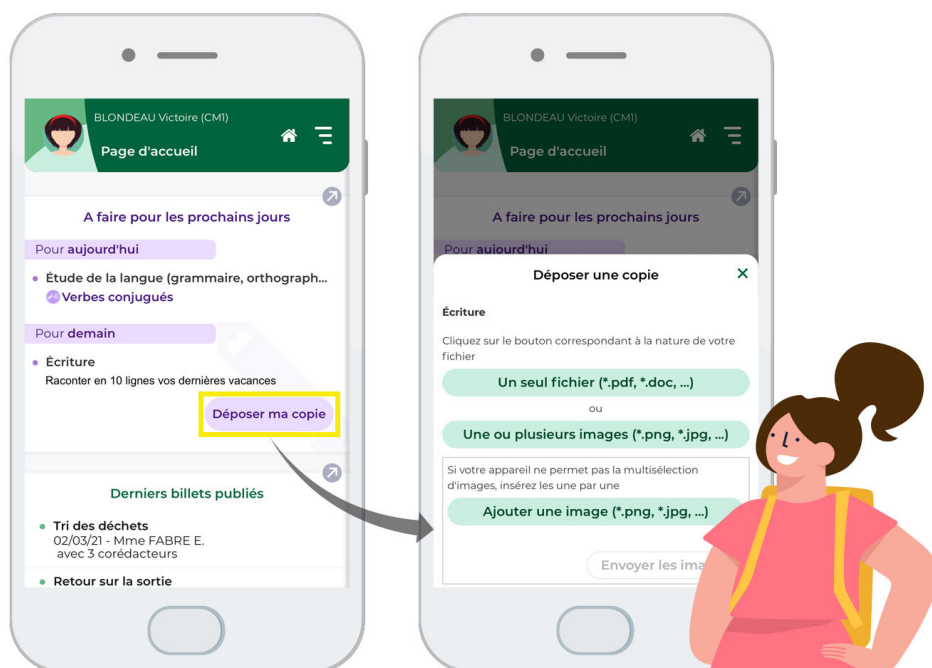 BLONDEAU Victoire (CM1)
Page d'accueil
A faire pour les prochains jours
Pour aujourd'hui
Étude de la langue (grammaire, orthograph...
Verbes conjugués
Pour demain
Écriture
Raconter en 10 lignes vos dernières vacances
Déposer ma copie
Derniers billets publiés
Tri des déchets
02/03/21 - Mme FABRE E.
avec 3 corédacteurs
Retour sur la sortie
BLONDEAU Victoire (CM1)
Page d'accueil
A faire pour les prochains jours
Pour aujourd'hui
Déposer une copie
Écriture
Cliquez sur le bouton correspondant à la nature de votre
fichier
Un seul fichier (*.pdf, *.doc, ...)
ou
Une ou plusieurs images (*.png, *.jpg, ...)
Si votre appareil ne permet pas la multisélection
d'images, insérez les une par une
Ajouter une image (*.png, *.jpg, ...)
Envoyer les ima